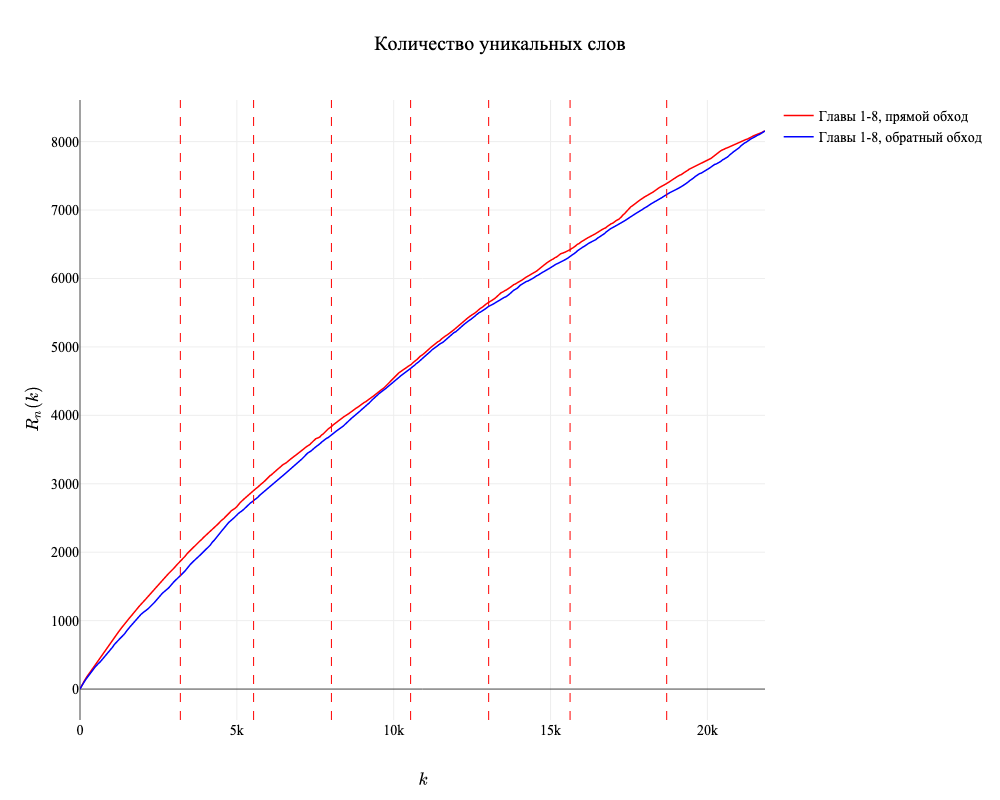 Количество уникальных слов
Главы 1-8, прямой обход
Главы 1-8, обратный обход
8000
7000
6000
5000
4000
3000
2000
1000
0
R_n(k)
0 5k 10k 15k 20k
k